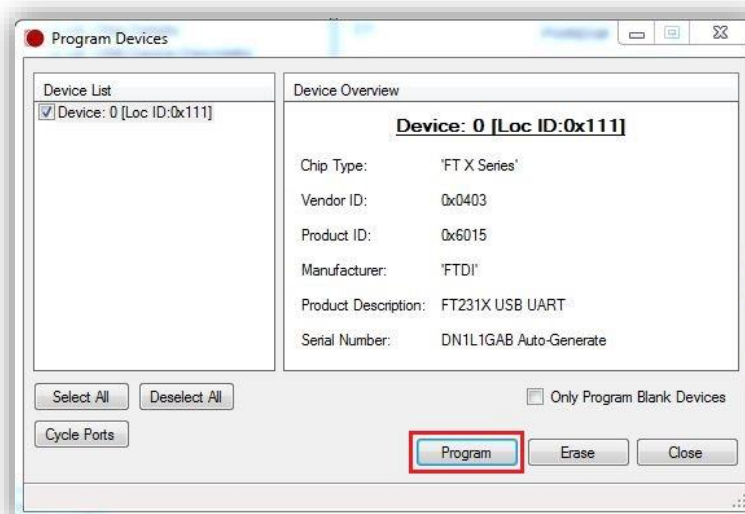 Program Devices
Device List
Device: 0 [Loc ID:0x111]
Device Overview
Device: 0 [Loc ID:0x111]
Chip Type: 'FT X Series'
Vendor ID: 0x0403
Product ID: 0x6015
Manufacturer: 'FTDI'
Product Description: FT231X USB UART
Serial Number: DN1L1GAB Auto-Generate
Select All Deselect All
Only Program Blank Devices
Cycle Ports
Program Erase Close